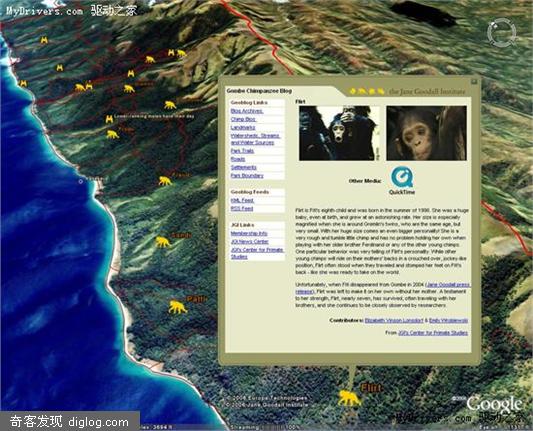 MyDrivers.com 驱动之家
Gombe Chimpanzee Blog
the Jane Goodall Institute
Geoblog Links
Blog Archives
Chimp Bios
Landmarks
Watersheds, Streams
and Water Sources
Park Trails
Roads
Settlements
Park Boundary
Geoblog Feeds
KML Feed
RSS Feed
JGI Links
Membership Info
JGI News Center
JGI's Center for Primate
Studies
Flirt
Other Media:
QuickTime
Flirt is Fifi's eighth child and was born in the summer of 1998. She was a huge
baby, even at birth, and grew at an astonishing rate. Her size is especially
magnified when she is around Gremlin's twins, who are the same age, but
very small. With her huge size comes an even bigger personality! She is a
very rough and tumble little chimp and has no problem holding her own when
playing with her older brother Ferdinand or any of the other young chimps.
One particular behavior was very telling of Flirt's personality. While other
young chimps will ride on their mothers' backs in a crouched over, jockey-like
position, Flirt often stood when they traveled and stomped her feet on Fifi's
back - like she was ready to take on the world.
Unfortunately, when Fifi disappeared from Gombe in 2004 (Jane Goodall press
release), Flirt was left to make it on her own without her mother. A testament
to her strength, Flirt, nearly seven, has survived, often traveling with her
brothers, and she continues to be closely observed by researchers.
Contributors: Elizabeth Vinson Lonsdorf & Emily Wroblewski
From JGI's Center for Primate Studies
Lower-ranking males have their day
Sandi
Patti
Flirt
© 2006 Europa Technologies
© 2006 Jane Goodall Institute
©2005 Google
MyDrivers.com 驱动之家
奇客发现 diglog.com
3694 ft
Streaming 100%
Eye alt 11317 ft